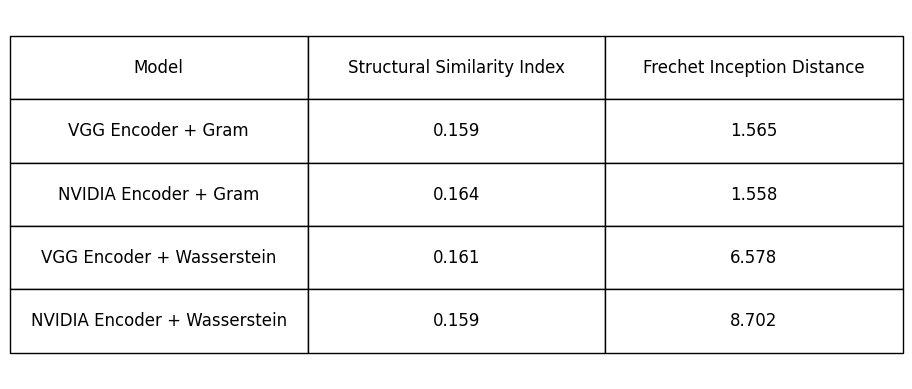 Model Structural Similarity Index Frechet Inception Distance
VGG Encoder + Gram 0.159 1.565
NVIDIA Encoder + Gram 0.164 1.558
VGG Encoder + Wasserstein 0.161 6.578
NVIDIA Encoder + Wasserstein 0.159 8.702